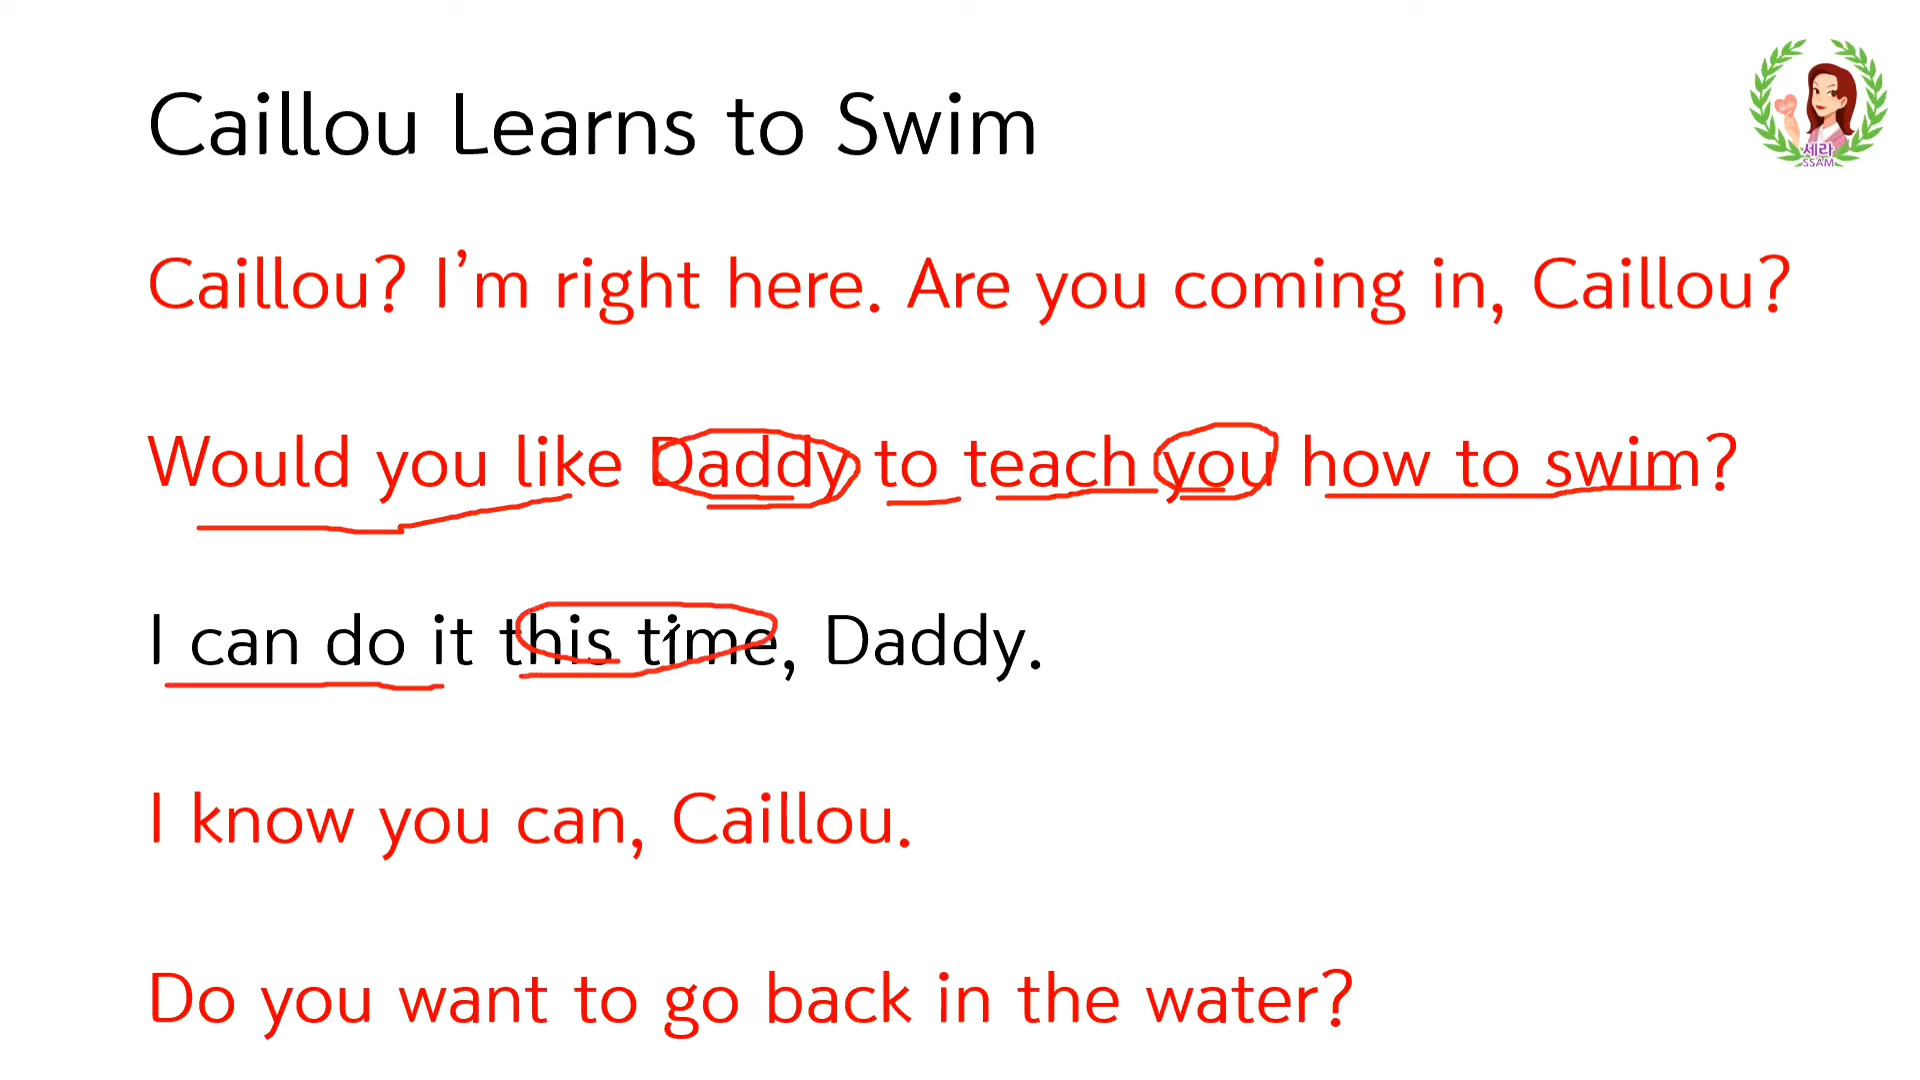 Caillou Learns to Swim
세라
SSAM
Caillou? I’m right here. Are you coming in, Caillou?
Would you like Daddy to teach you how to swim?
I can do it this time, Daddy.
I know you can, Caillou.
Do you want to go back in the water?